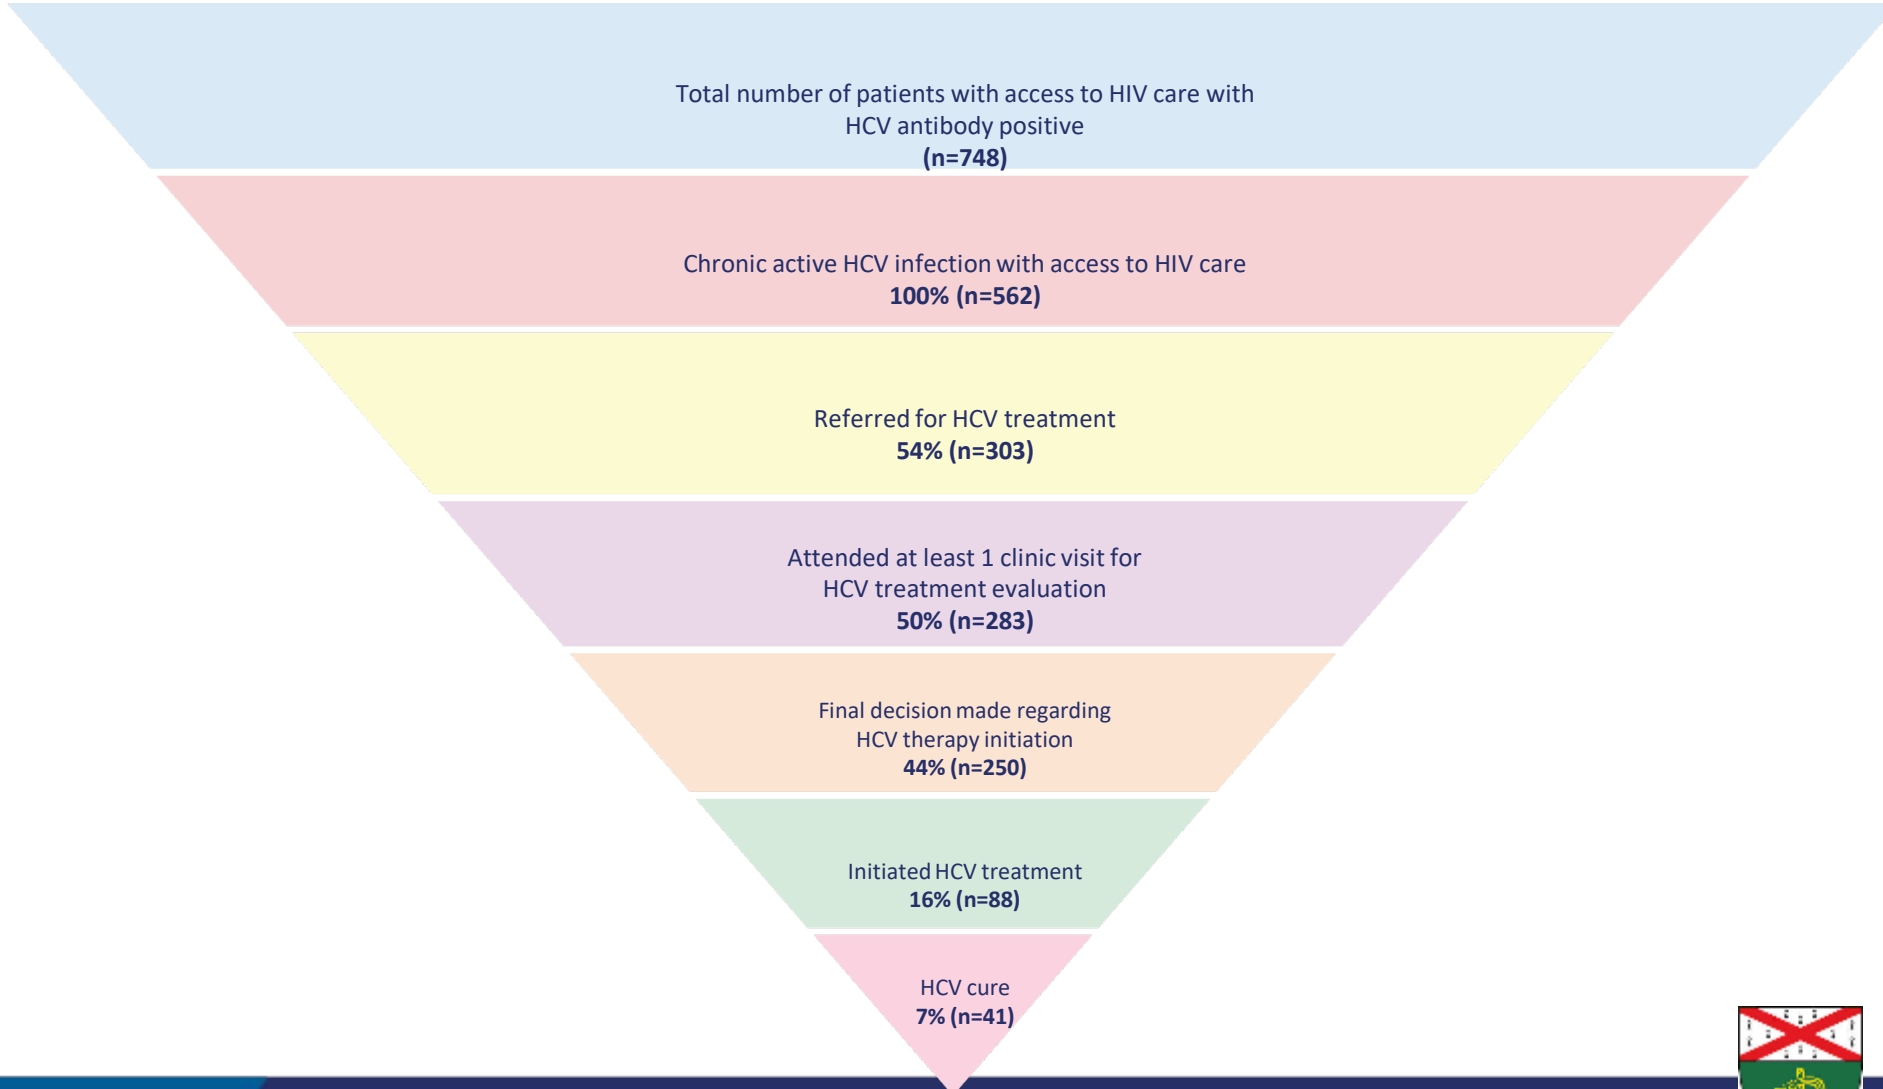 Total number of patients with access to HIV care with
HCV antibody positive
(n=748)
Chronic active HCV infection with access to HIV care
100% (n=562)
Referred for HCV treatment
54% (n=303)
Attended at least 1 clinic visit for
HCV treatment evaluation
50% (n=283)
Final decision made regarding
HCV therapy initiation
44% (n=250)
Initiated HCV treatment
16% (n=88)
HCV cure
7% (n=41)